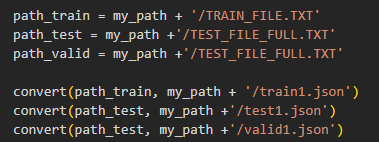 path_train = my_path + '/TRAIN_FILE.TXT'
path_test = my_path +'/TEST_FILE_FULL.TXT'
path_valid = my_path +'/TEST_FILE_FULL.TXT'
convert(path_train, my_path + '/train1.json')
convert(path_test, my_path +'/test1.json')
convert(path_test, my_path +'/valid1.json')